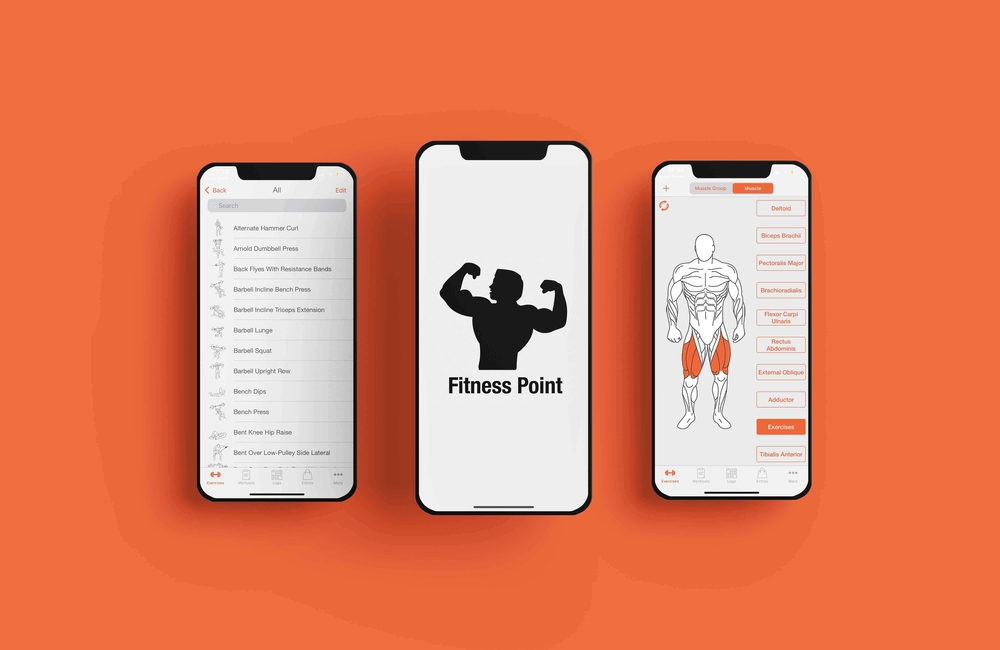 Back
All
Edit
Search
Alternate Hammer Curl
Arnold Dumbbell Press
Back Flyes With Resistance Bands
Barbell Incline Bench Press
Barbell Incline Triceps Extension
Barbell Lunge
Barbell Squat
Barbell Upright Row
Bench Dips
Bench Press
Bent Knee Hip Raise
Bent Over Low-Pulley Side Lateral
Exercises
Workouts
Logs
Extras
More
Fitness Point
+
Muscle Group
Muscle
Deltoid
Biceps Brachii
Pectoralis Major
Brachioradialis
Flexor Carpi
Ulnaris
Rectus
Abdominis
External Oblique
Adductor
Exercises
Tibialis Anterior
Exercises
Workouts
Logs
Extras
More